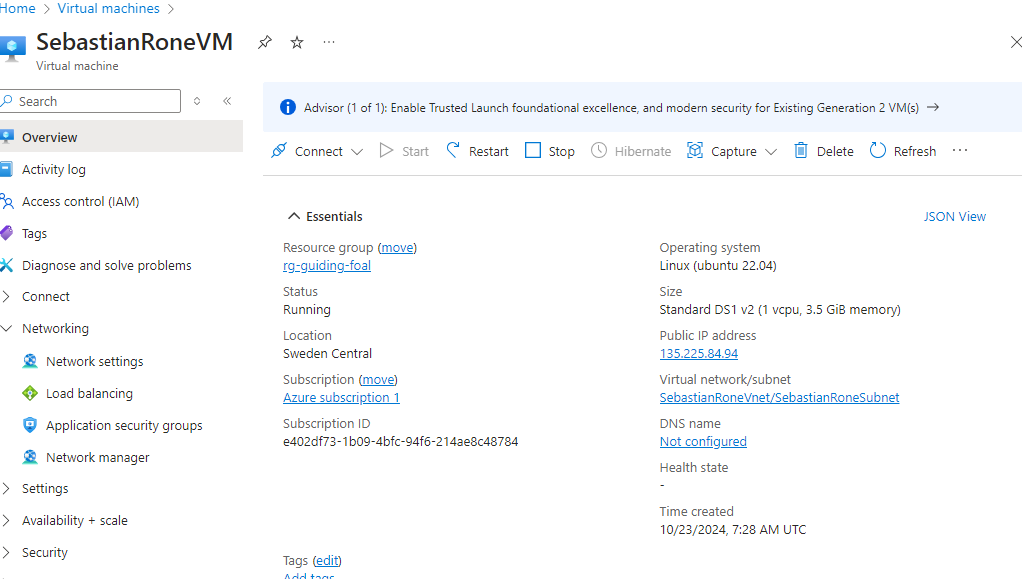 Home > Virtual machines >
SebastianRoneVM
Virtual machine
Search
Overview
Activity log
Access control (IAM)
Tags
Diagnose and solve problems
Connect
Networking
Network settings
Load balancing
Application security groups
Network manager
Settings
Availability + scale
Security
Advisor (1 of 1): Enable Trusted Launch foundational excellence, and modern security for Existing Generation 2 VM(s) →
Connect Start Restart Stop Hibernate Capture Delete Refresh ...
Essentials
JSON View
Resource group (move)
rg-guiding-foal
Status
Running
Location
Sweden Central
Subscription (move)
Azure subscription 1
Subscription ID
e402df73-1b09-4bfc-94f6-214ae8c48784
Operating system
Linux (ubuntu 22.04)
Size
Standard DS1 v2 (1 vcpu, 3.5 GiB memory)
Public IP address
135.225.84.94
Virtual network/subnet
SebastianRoneVnet/SebastianRoneSubnet
DNS name
Not configured
Health state
-
Time created
10/23/2024, 7:28 AM UTC
Tags (edit)
Add tags